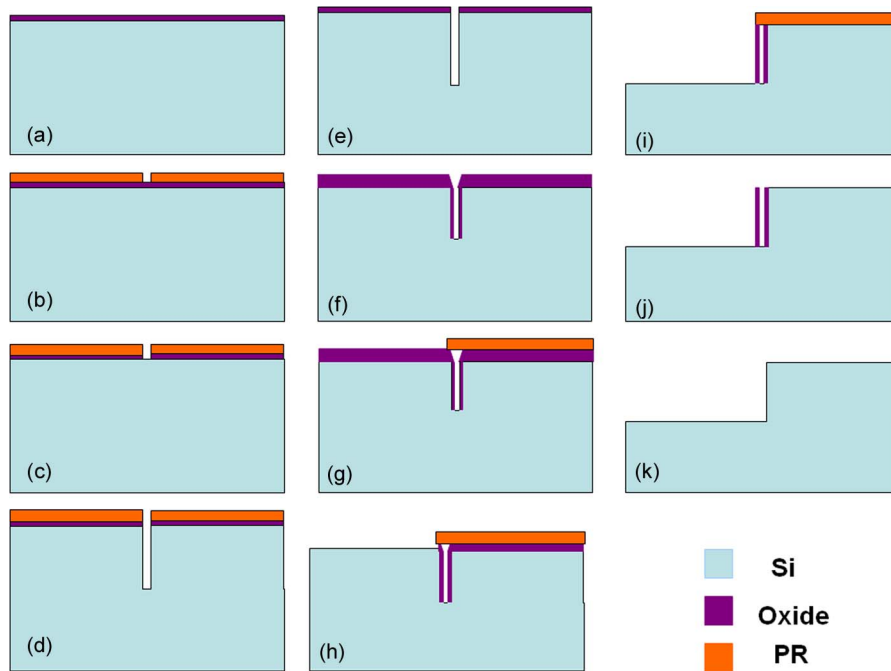 (a)
(b)
(c)
(d)
(e)
(f)
(g)
(h)
(i)
(j)
(k)
Si
Oxide
PR